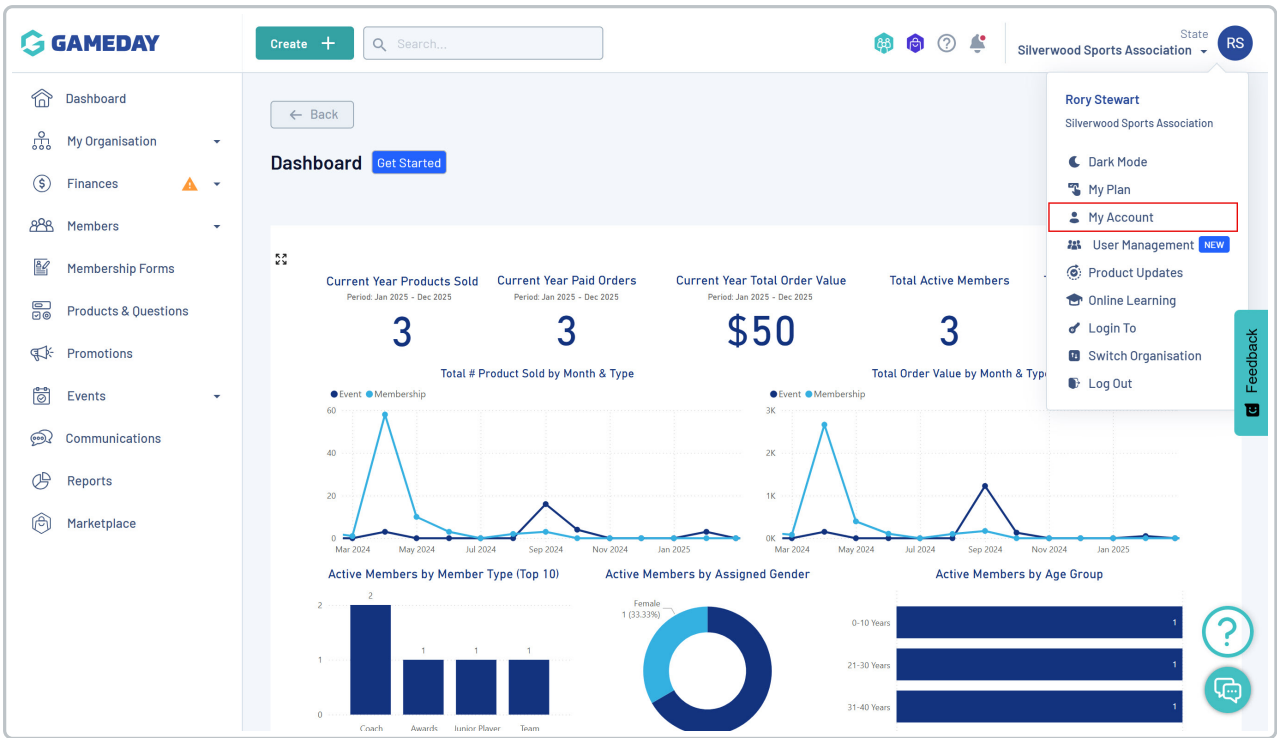 GAMEDAY
Create +
Search...
State
Silverwood Sports Association
RS
Dashboard
My Organisation
Finances
Members
Membership Forms
Products & Questions
Promotions
Events
Communications
Reports
Marketplace
← Back
Dashboard Get Started
Rory Stewart
Silverwood Sports Association
Dark Mode
My Plan
My Account
User Management NEW
Product Updates
Online Learning
Login To
Switch Organisation
Log Out
Feedback
Current Year Products Sold
Period: Jan 2025 - Dec 2025
3
Current Year Paid Orders
Period: Jan 2025 - Dec 2025
3
Current Year Total Order Value
Period: Jan 2025 - Dec 2025
$50
Total Active Members
3
Total # Product Sold by Month & Type
Event Membership
60
40
20
0
Mar 2024 May 2024 Jul 2024 Sep 2024 Nov 2024 Jan 2025
Total Order Value by Month & Type
Event Membership
3K
2K
1K
0K
Mar 2024 May 2024 Jul 2024 Sep 2024 Nov 2024 Jan 2025
Active Members by Member Type (Top 10)
2
1
0
2 1 1 1
Coach Awards Junior Player Team
Active Members by Assigned Gender
Female
1 (33.33%)
Active Members by Age Group
0-10 Years 1
21-30 Years 1
31-40 Years 1
?